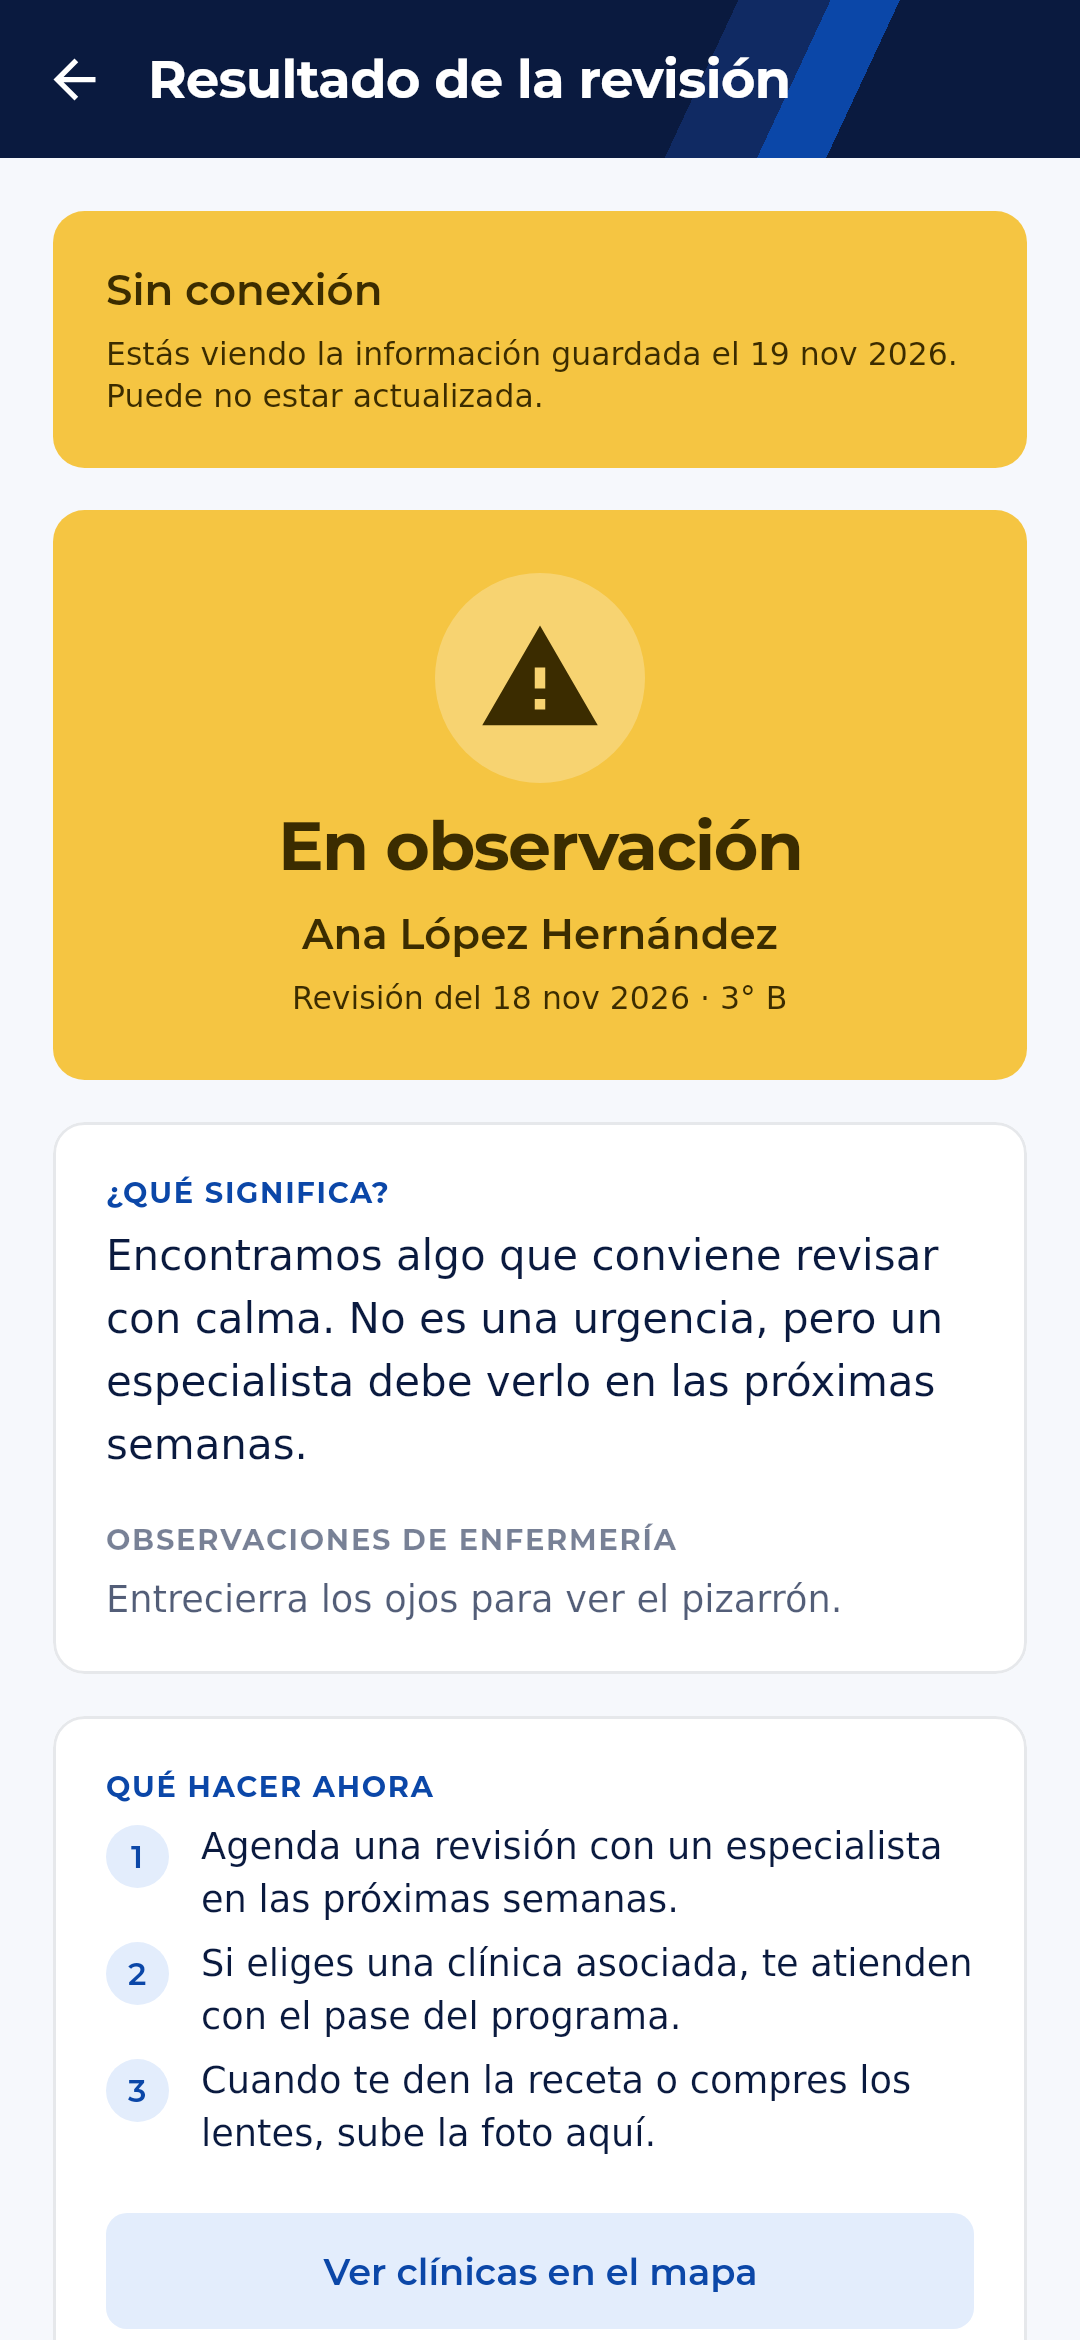 Resultado de la revisión
Sin conexión
Estás viendo la información guardada el 19 nov 2026.
Puede no estar actualizada.
En observación
Ana López Hernández
Revisión del 18 nov 2026 · 3° B
¿QUÉ SIGNIFICA?
Encontramos algo que conviene revisar
con calma. No es una urgencia, pero un
especialista debe verlo en las próximas
semanas.
OBSERVACIONES DE ENFERMERÍA
Entrecierra los ojos para ver el pizarrón.
QUÉ HACER AHORA
1 Agenda una revisión con un especialista
en las próximas semanas.
2 Si eliges una clínica asociada, te atienden
con el pase del programa.
3 Cuando te den la receta o compres los
lentes, sube la foto aquí.
Ver clínicas en el mapa